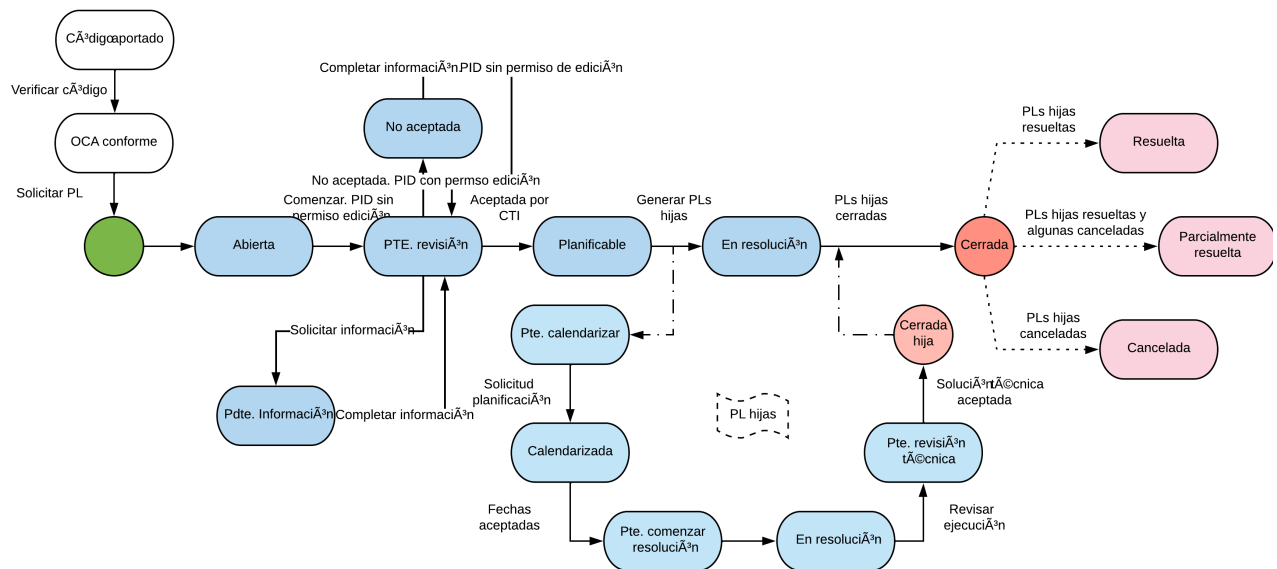 CÃ³digo aportado
Verificar cÃ³digo
OCA conforme
Solicitar PL
Completar informaciÃ³n.PID sin permiso de ediciÃ³n
No aceptada
No aceptada. PID con permso ediciÃ³n
Comenzar. PID sin
permiso ediciÃ³n
Abierta
PTE. revisiÃ³n
Aceptada por
CTI
Planificable
Generar PLs
hijas
En resoluciÃ³n
PLs hijas
cerradas
Cerrada
PLs hijas
resueltas
Resuelta
PLs hijas resueltas y
algunas canceladas
Parcialmente
resuelta
PLs hijas
canceladas
Cancelada
Solicitar informaciÃ³n
Pdte. InformaciÃ³n
Completar informaciÃ³n
Pte. calendarizar
Solicitud
planificaciÃ³n
Calendarizada
Fechas
aceptadas
Pte. comenzar
resoluciÃ³n
En resoluciÃ³n
Revisar
ejecuciÃ³n
Pte. revisiÃ³n
tÃ©cnica
SoluciÃ³n tÃ©cnica
aceptada
Cerrada
hija
PL hijas